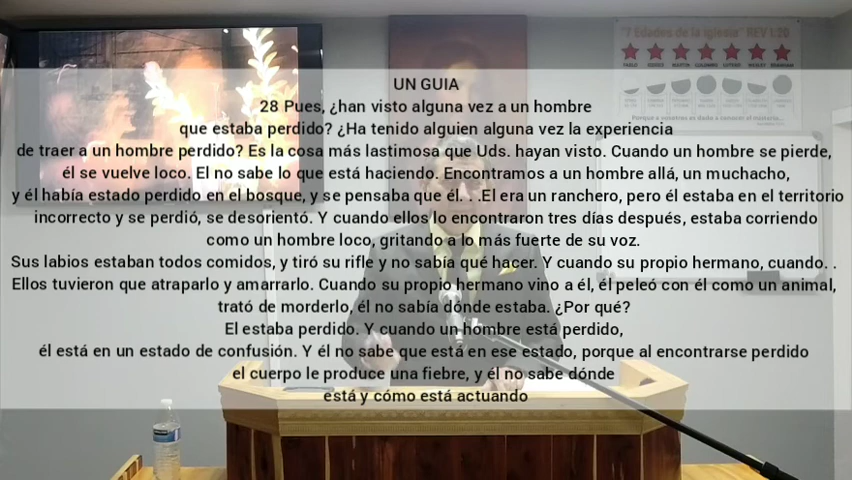 "7 Edades de la iglesia" REV 1:20
UN GUIA
28 Pues, ¿han visto alguna vez a un hombre
que estaba perdido? ¿Ha tenido alguien alguna vez la experiencia
de traer a un hombre perdido? Es la cosa más lastimosa que Uds. hayan visto. Cuando un hombre se pierde,
él se vuelve loco. El no sabe lo que está haciendo. Encontramos a un hombre allá, un muchacho,
y él había estado perdido en el bosque, y se pensaba que él. . .El era un ranchero, pero él estaba en el territorio
incorrecto y se perdió, se desorientó. Y cuando ellos lo encontraron tres días después, estaba corriendo
como un hombre loco, gritando a lo más fuerte de su voz.
Sus labios estaban todos comidos, y tiró su rifle y no sabía qué hacer. Y cuando su propio hermano, cuando. .
Ellos tuvieron que atraparlo y amarrarlo. Cuando su propio hermano vino a él, él peleó con él como un animal,
trató de morderlo, él no sabía dónde estaba. ¿Por qué?
El estaba perdido. Y cuando un hombre está perdido,
él está en un estado de confusión. Y él no sabe que está en ese estado, porque al encontrarse perdido
el cuerpo le produce una fiebre, y él no sabe dónde
está y cómo está actuando